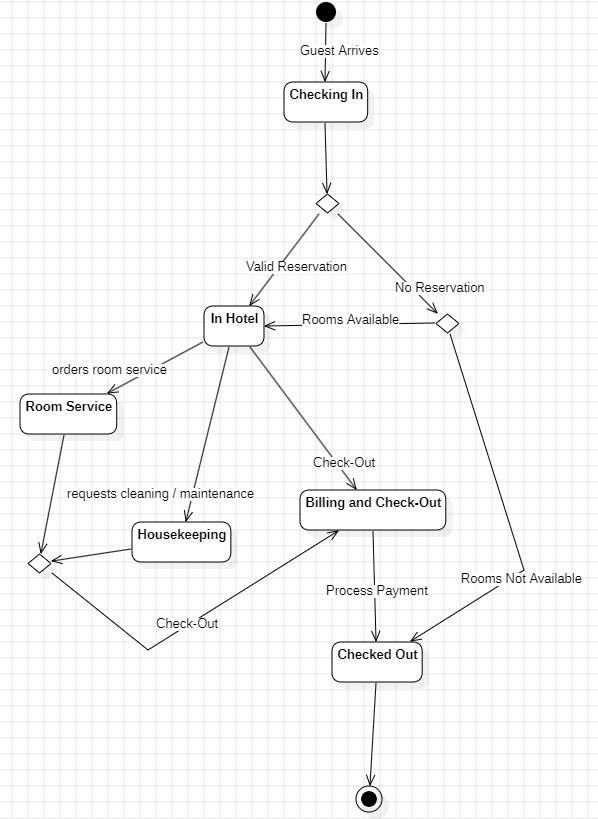 Guest Arrives
Checking In
Valid Reservation
No Reservation
In Hotel
Rooms Available
orders room service
Room Service
Check-Out
requests cleaning / maintenance
Billing and Check-Out
Housekeeping
Rooms Not Available
Process Payment
Check-Out
Checked Out